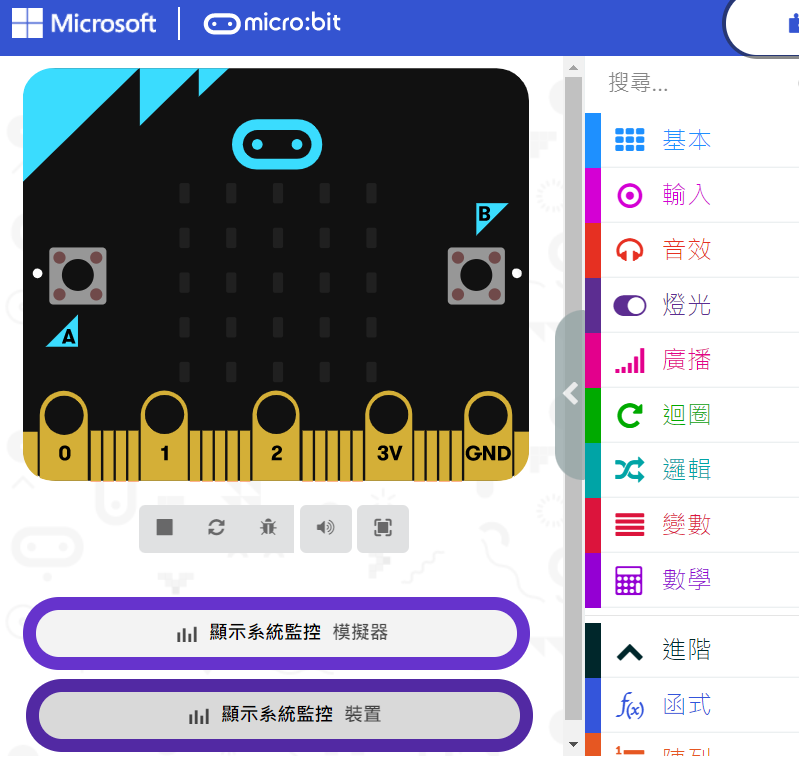 Microsoft micro:bit
搜尋...
基本
輸入
音效
燈光
廣播
迴圈
邏輯
變數
數學
進階
函式
陣列
B
A
0 1 2 3V GND
顯示系統監控 模擬器
顯示系統監控 裝置